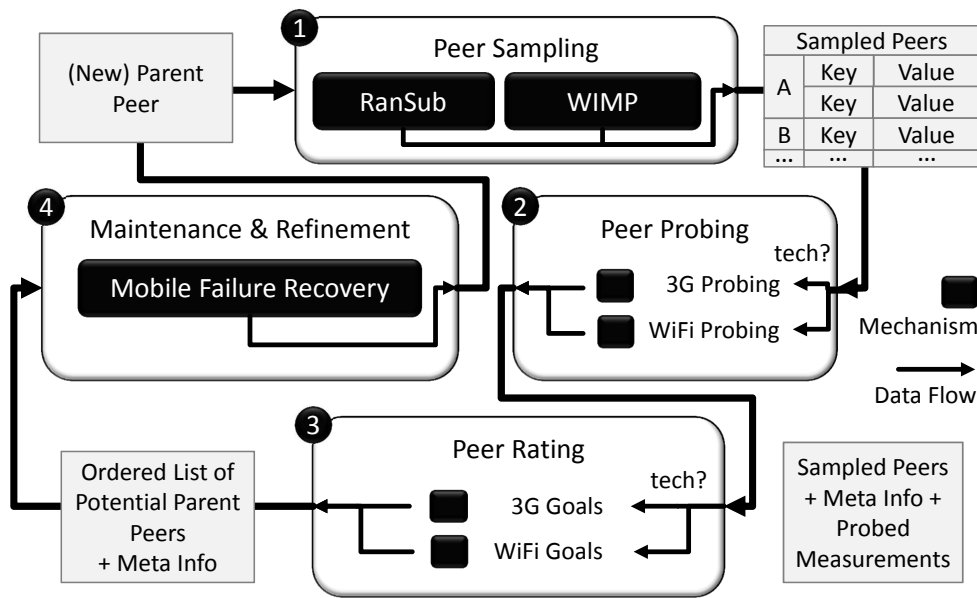 1
Peer Sampling
(New) Parent
Peer
RanSub
WIMP
Sampled Peers
A
Key
Value
Key
Value
B
Key
Value
...
...
...
4
Maintenance & Refinement
Mobile Failure Recovery
2
Peer Probing
tech?
3G Probing
WiFi Probing
Mechanism
Data Flow
3
Peer Rating
tech?
3G Goals
WiFi Goals
Ordered List of
Potential Parent
Peers
+ Meta Info
Sampled Peers
+ Meta Info +
Probed
Measurements